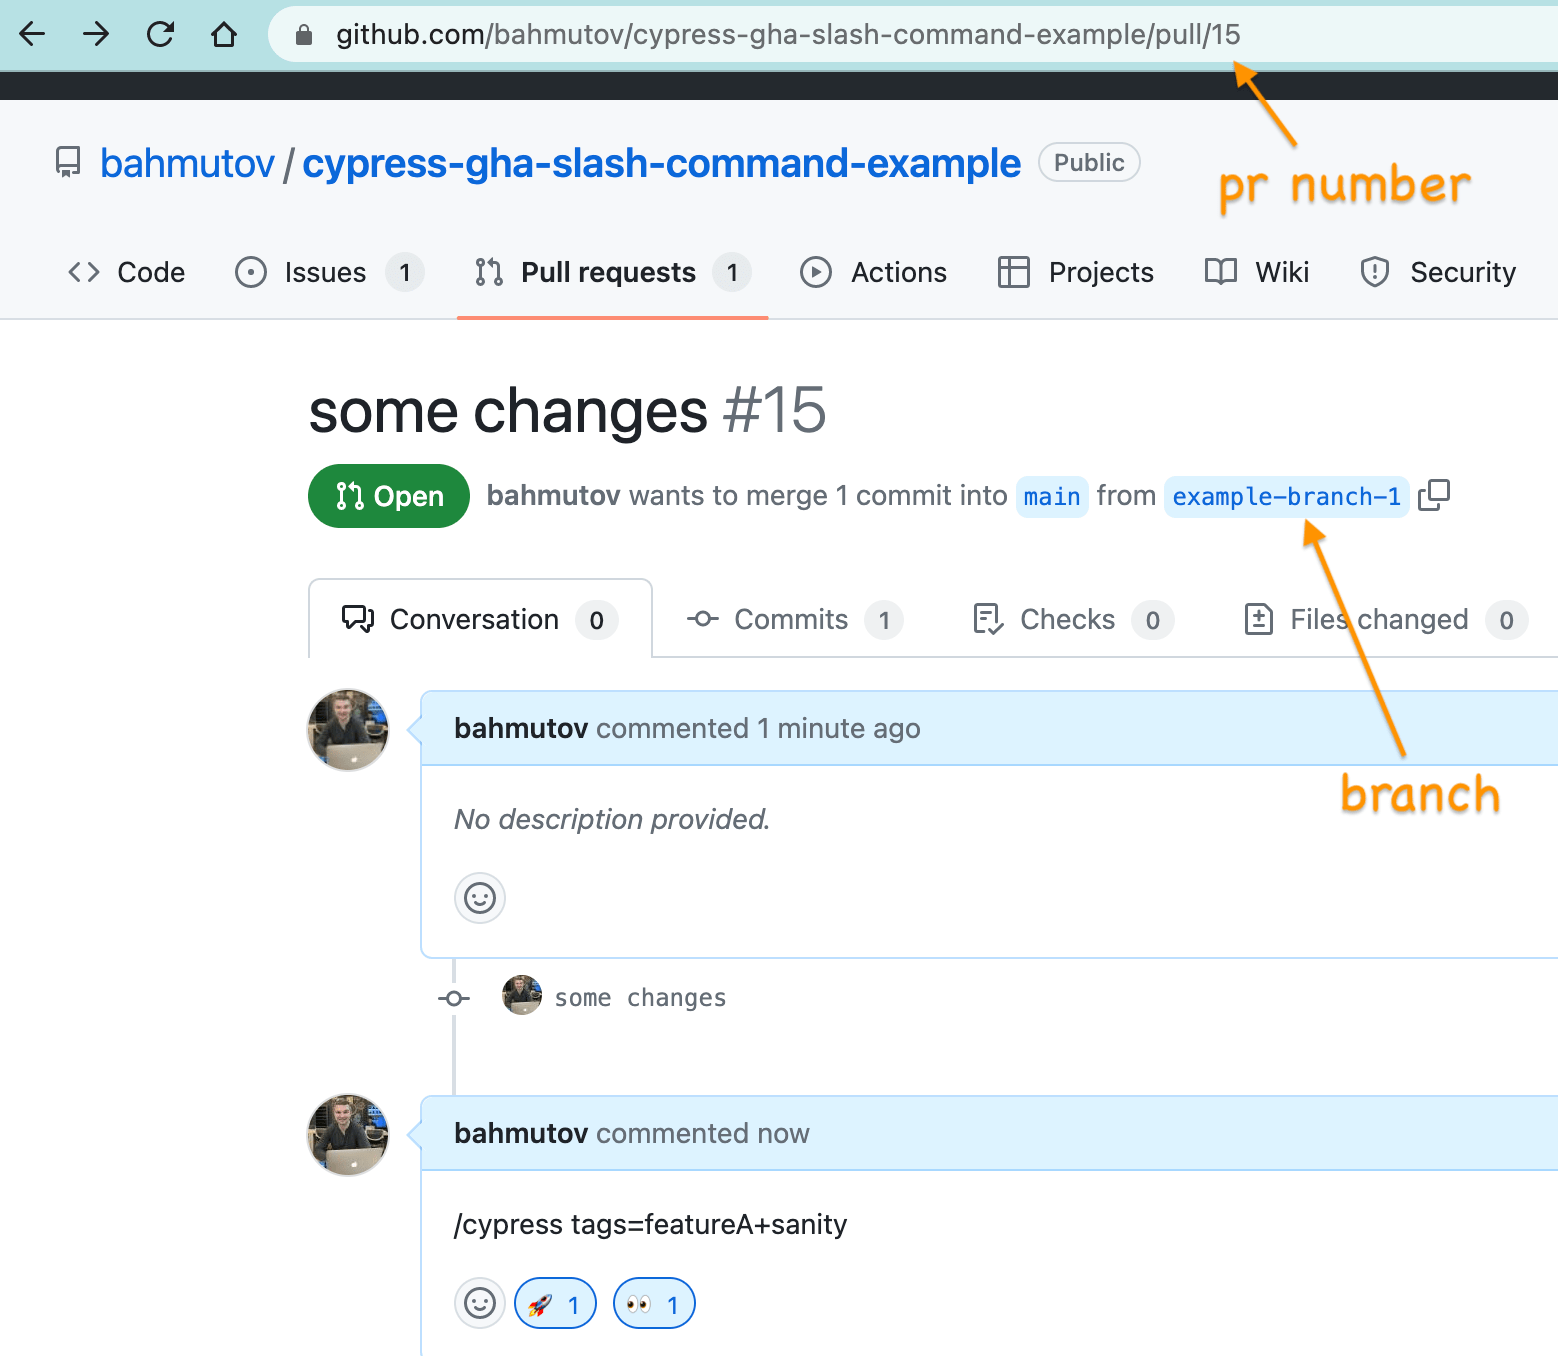 github.com/bahmutov/cypress-gha-slash-command-example/pull/15
bahmutov / cypress-gha-slash-command-example Public
pr number
Code Issues 1 Pull requests 1 Actions Projects Wiki Security
some changes #15
Open bahmutov wants to merge 1 commit into main from example-branch-1
Conversation 0 Commits 1 Checks 0 Files changed 0
bahmutov commented 1 minute ago
branch
No description provided.
some changes
bahmutov commented now
/cypress tags=featureA+sanity
🚀 1 👀 1